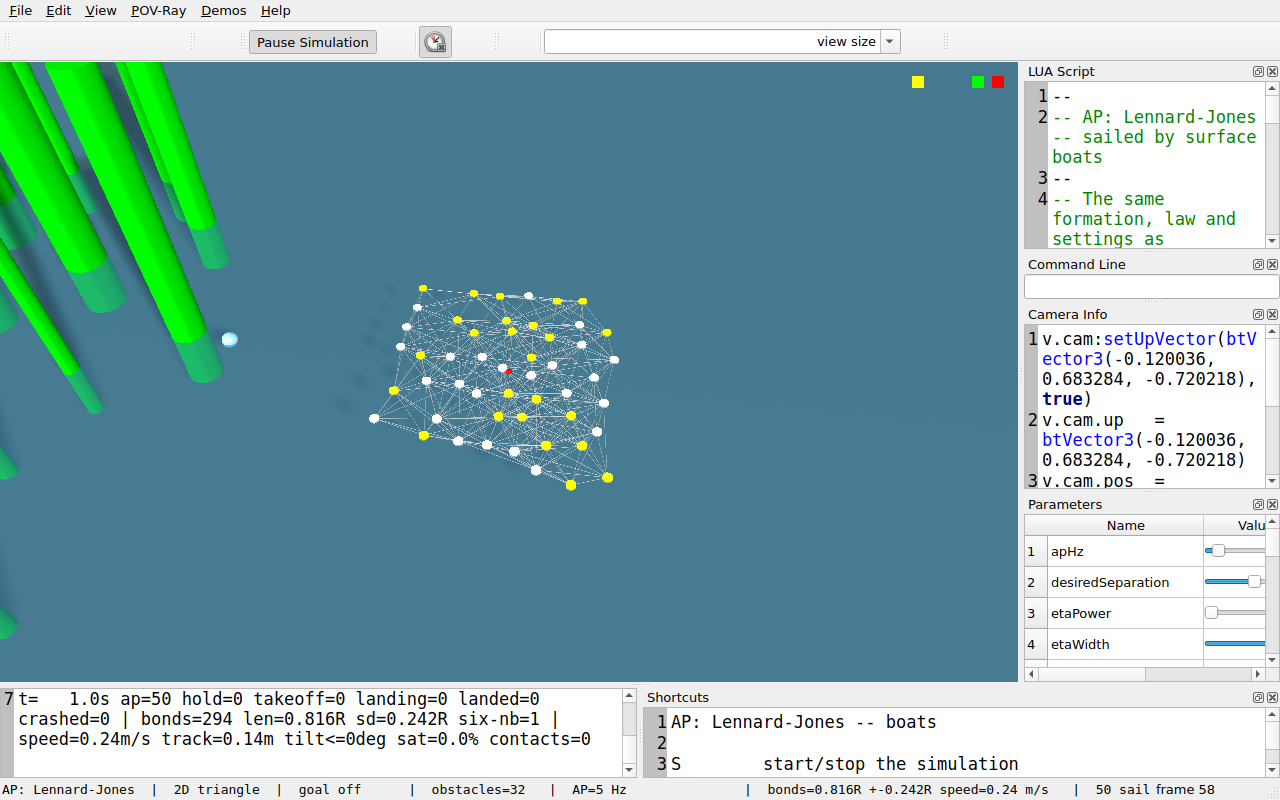 File Edit View POV-Ray Demos Help
Pause Simulation
view size
LUA Script
1 --
2 -- AP: Lennard-Jones
-- sailed by surface
boats
3 --
4 -- The same
formation, law and
settings as
Command Line
Camera Info
1 v.cam:setUpVector(btV
ector3(-0.120036,
0.683284, -0.720218),
true)
2 v.cam.up   =
btVector3(-0.120036,
0.683284, -0.720218)
3 v.cam.pos  =
Parameters
Name Valu
1 apHz
2 desiredSeparation
3 etaPower
4 etaWidth
7 t=   1.0s ap=50 hold=0 takeoff=0 landing=0 landed=0
crashed=0 | bonds=294 len=0.816R sd=0.242R six-nb=1 |
speed=0.24m/s track=0.14m tilt<=0deg sat=0.0% contacts=0
Shortcuts
1 AP: Lennard-Jones -- boats
2
3 S        start/stop the simulation
AP: Lennard-Jones | 2D triangle | goal off | obstacles=32 | AP=5 Hz | bonds=0.816R +-0.242R speed=0.24 m/s | 50 sail frame 58